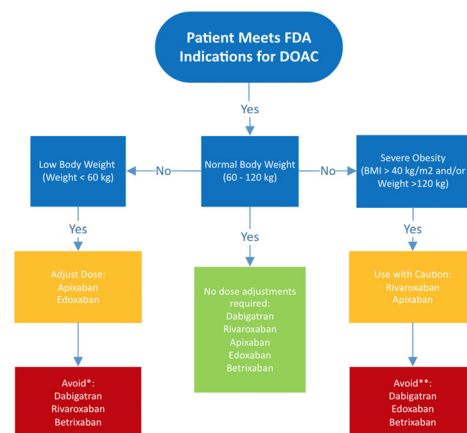 Patient Meets FDA
Indications for DOAC
Yes
Low Body Weight
(Weight < 60 kg)
No
Normal Body Weight
(60 - 120 kg)
No
Severe Obesity
(BMI > 40 kg/m2 and/or
Weight >120 kg)
Yes
Yes
Yes
Adjust Dose:
Apixaban
Edoxaban
No dose adjustments
required:
Dabigatran
Rivaroxaban
Apixaban
Edoxaban
Betrixaban
Use with Caution:
Rivaroxaban
Apixaban
Avoid*:
Dabigatran
Rivaroxaban
Betrixaban
Avoid**:
Dabigatran
Edoxaban
Betrixaban